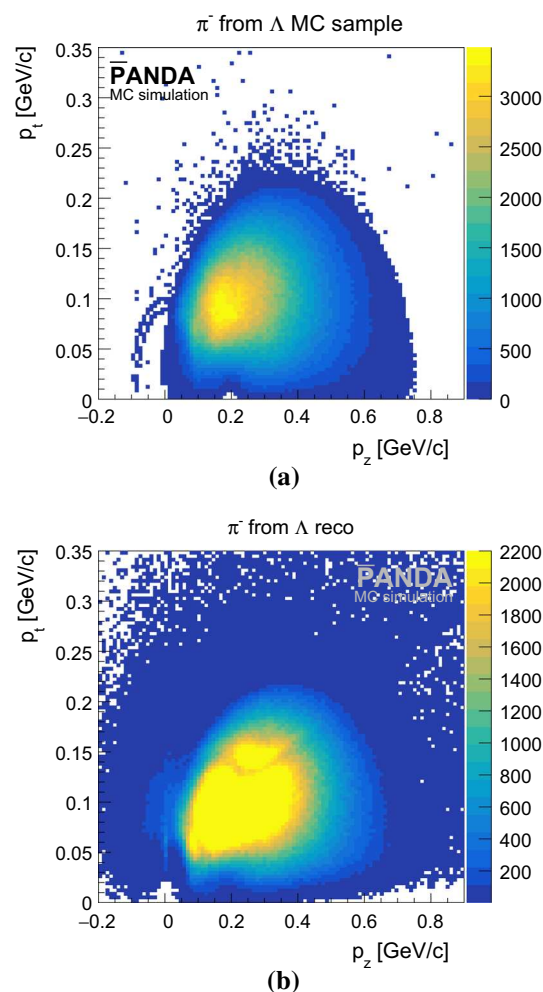 π⁻ from Λ MC sample
p_t [GeV/c]
0.35
0.3
0.25
0.2
0.15
0.1
0.05
0
P̅ANDA
MC simulation
3500
3000
2500
2000
1500
1000
500
0
−0.2 0 0.2 0.4 0.6 0.8
p_z [GeV/c]
(a)
π⁻ from Λ reco
p_t [GeV/c]
0.35
0.3
0.25
0.2
0.15
0.1
0.05
0
P̅ANDA
MC simulation
2200
2000
1800
1600
1400
1200
1000
800
600
400
200
−0.2 0 0.2 0.4 0.6 0.8
p_z [GeV/c]
(b)